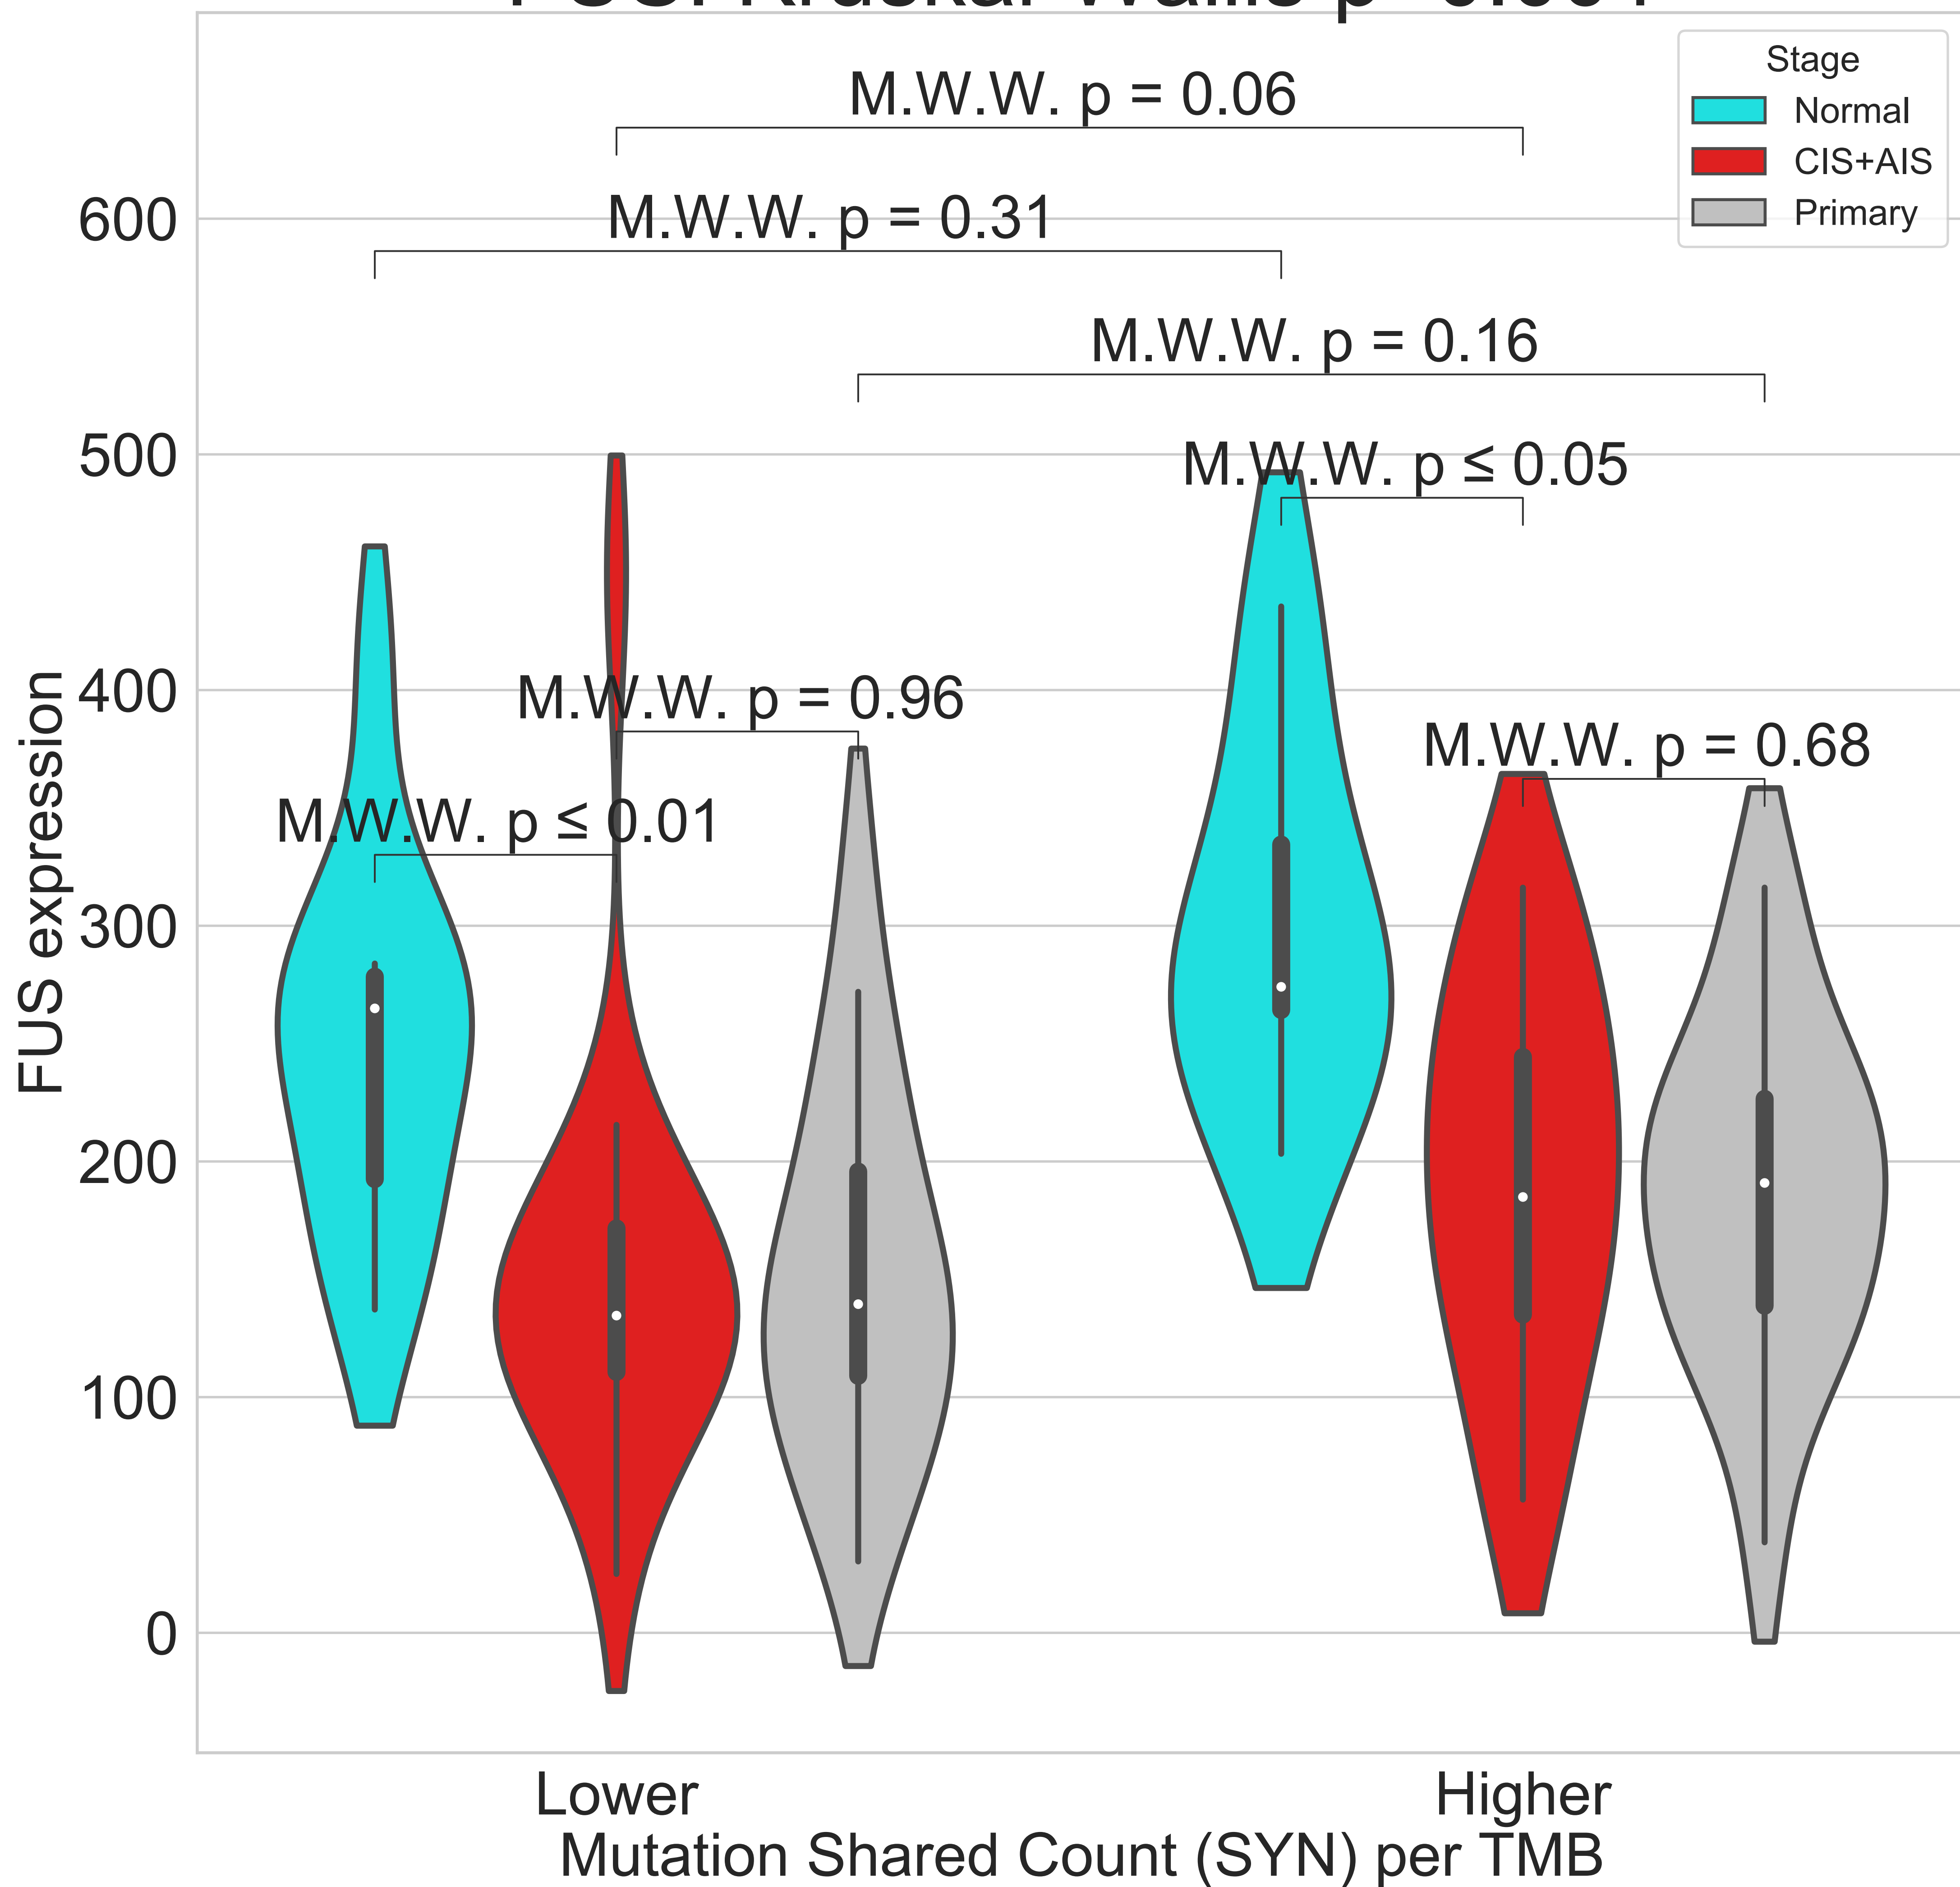 Stage
Normal
CIS+AIS
Primary
M.W.W. p = 0.06
M.W.W. p = 0.31
M.W.W. p = 0.16
M.W.W. p ≤ 0.05
M.W.W. p = 0.96
M.W.W. p = 0.68
M.W.W. p ≤ 0.01
FUS expression
600
500
400
300
200
100
0
Lower
Higher
Mutation Shared Count (SYN) per TMB